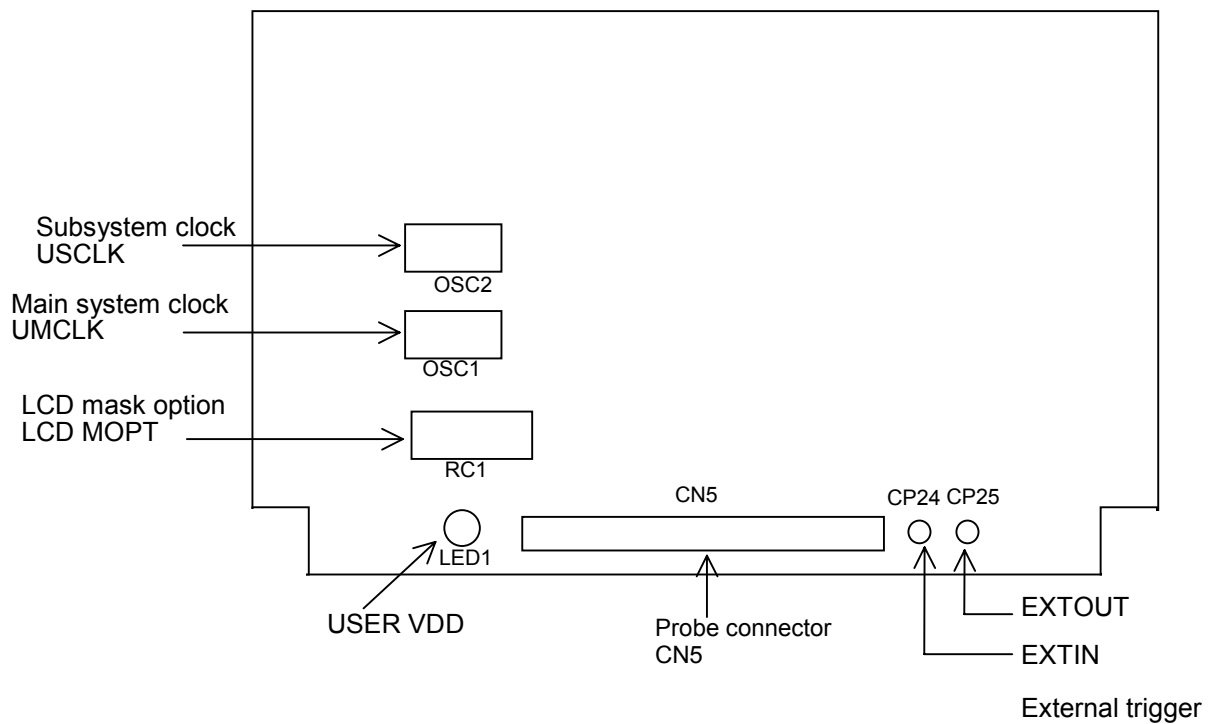 Subsystem clock
USCLK
OSC2
Main system clock
UMCLK
OSC1
LCD mask option
LCD MOPT
RC1
CN5
CP24 CP25
LED1
USER VDD
Probe connector
CN5
EXTOUT
EXTIN
External trigger